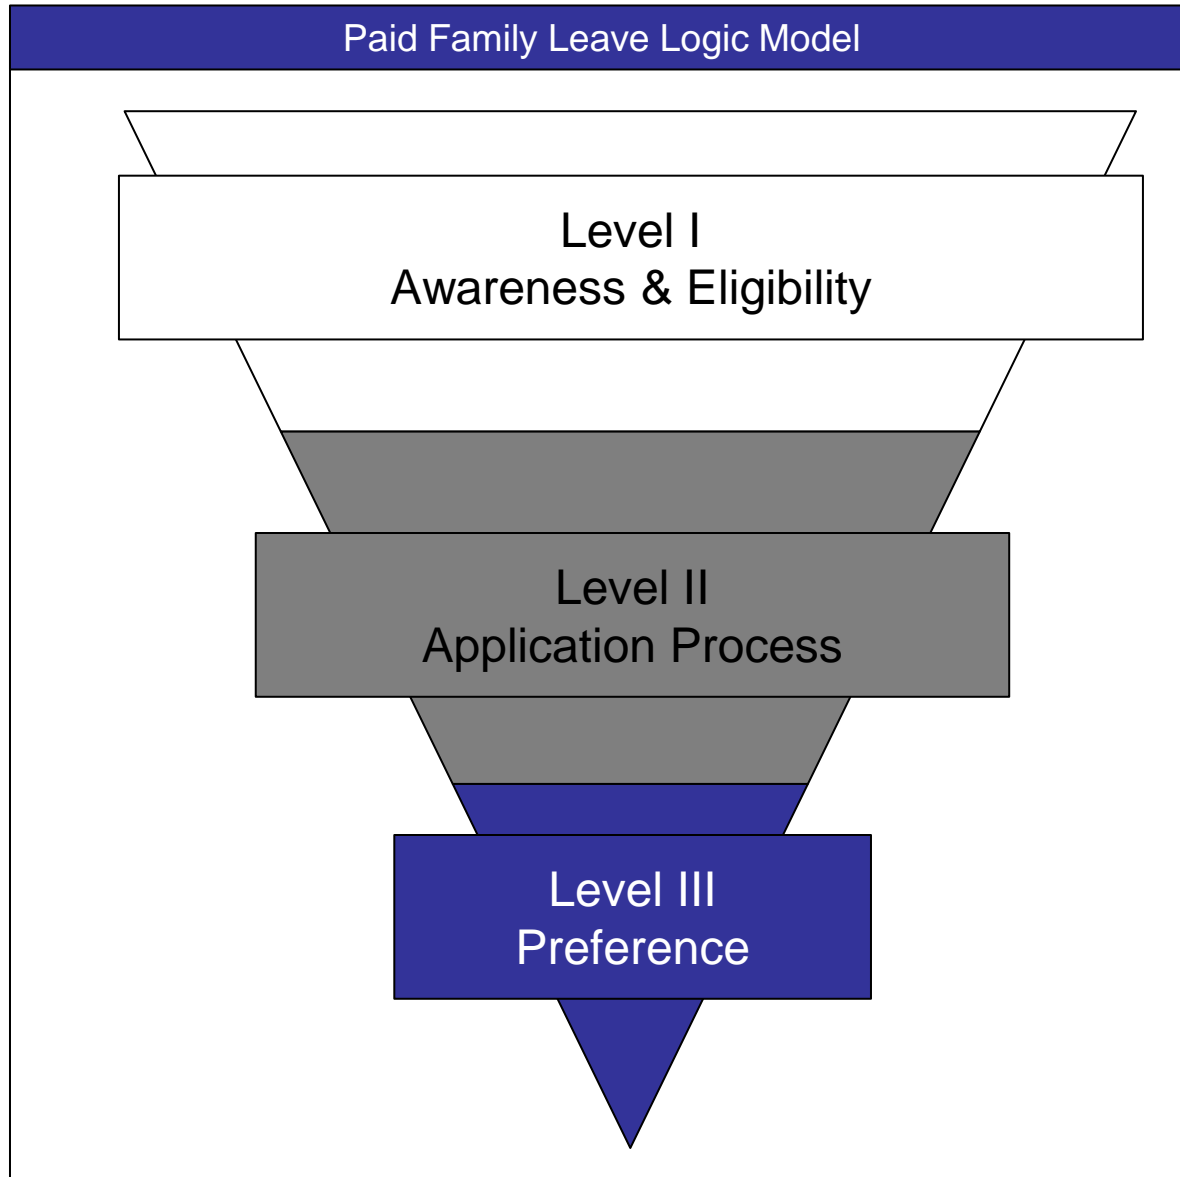 Paid Family Leave Logic Model
Level I
Awareness & Eligibility
Level II
Application Process
Level III
Preference